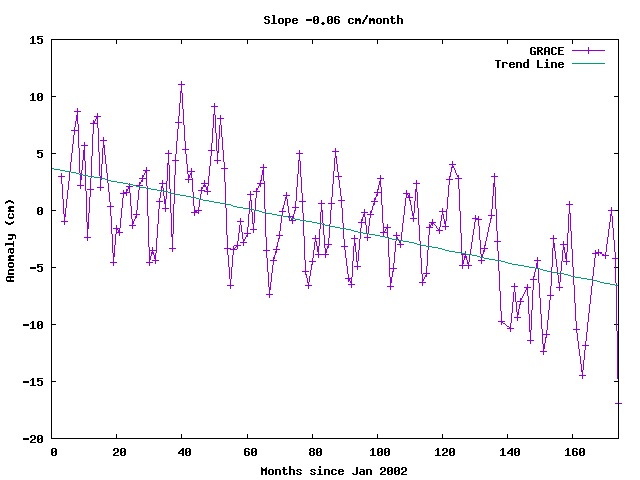 Slope -0.06 cm/month
GRACE
Trend Line
15
10
5
0
-5
-10
-15
-20
Anomaly (cm)
0 20 40 60 80 100 120 140 160
Months since Jan 2002